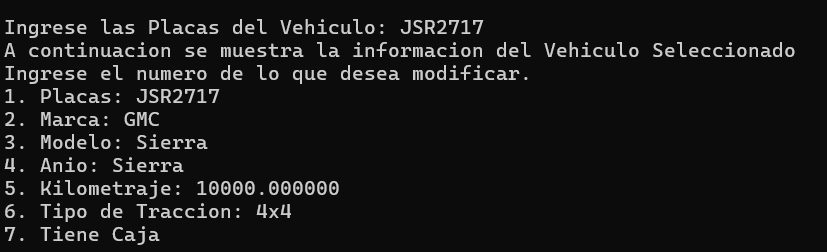 Ingrese las Placas del Vehiculo: JSR2717
A continuacion se muestra la informacion del Vehiculo Seleccionado
Ingrese el numero de lo que desea modificar.
1. Placas: JSR2717
2. Marca: GMC
3. Modelo: Sierra
4. Anio: Sierra
5. Kilometraje: 10000.000000
6. Tipo de Traccion: 4x4
7. Tiene Caja